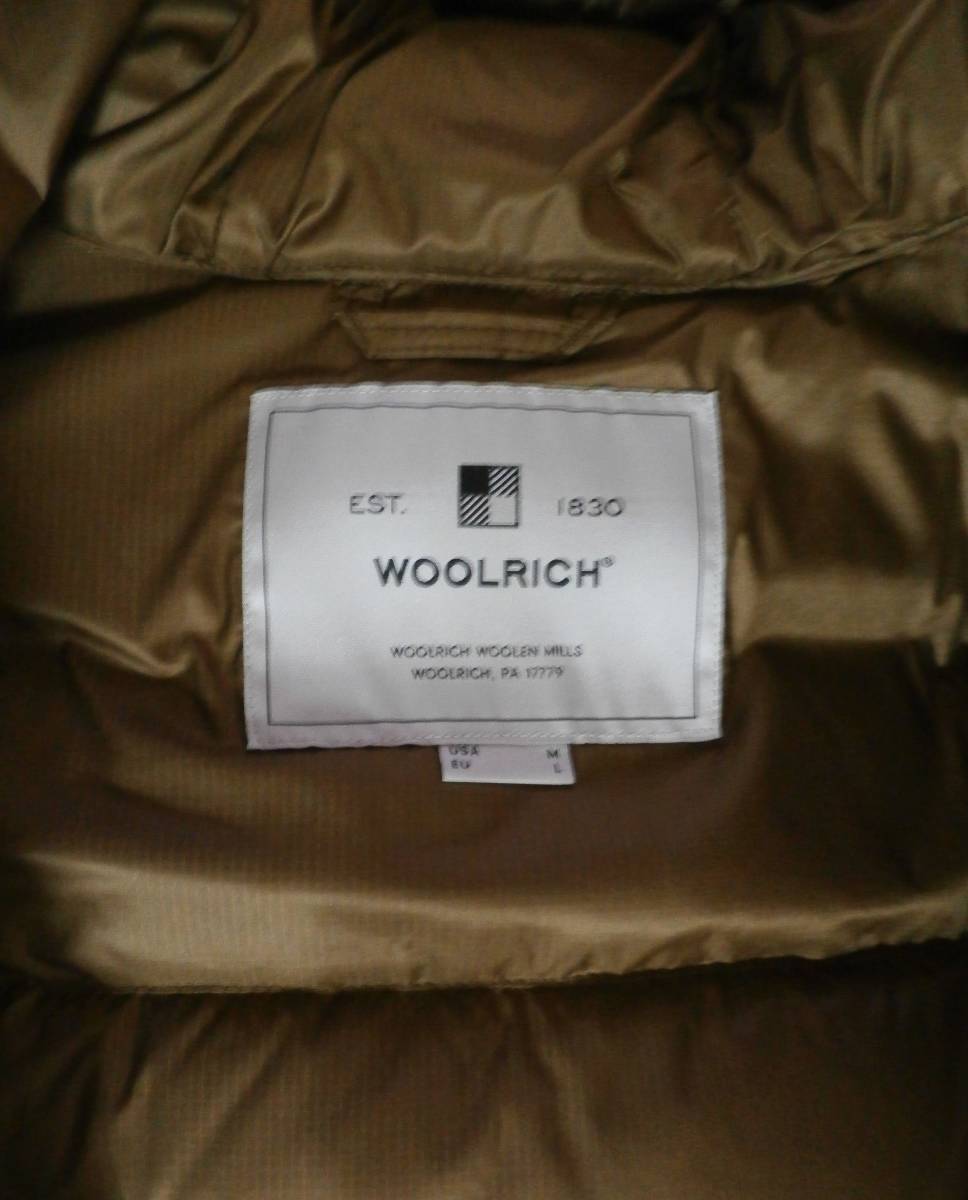 EST. 1830
WOOLRICH®
WOOLRICH WOOLEN MILLS
WOOLRICH, PA 17779
USA M
EU L